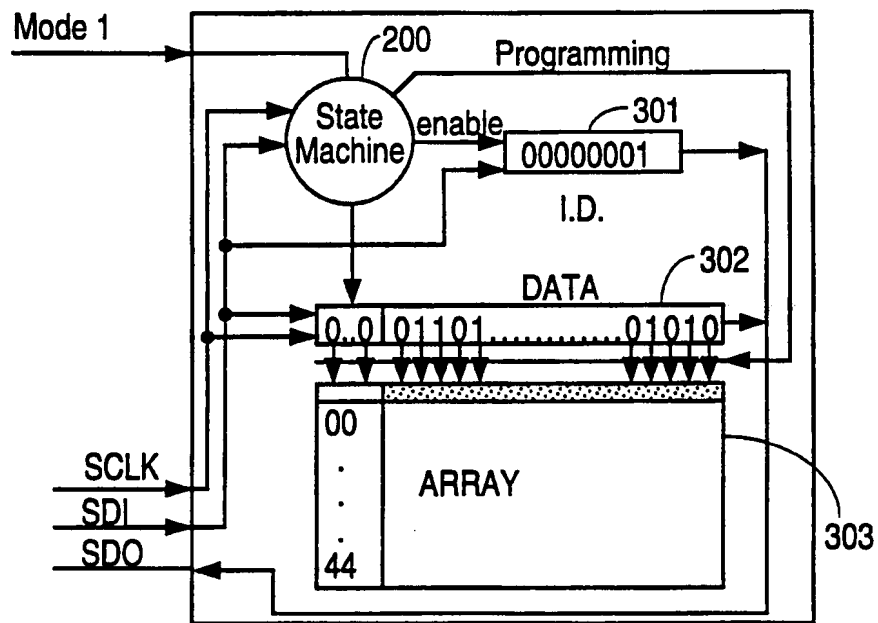 Mode 1
200
Programming
State
Machine
enable
301
00000001
I.D.
302
DATA
0..0 01101..............01010
00
.
.
.
44
ARRAY
303
SCLK
SDI
SDO